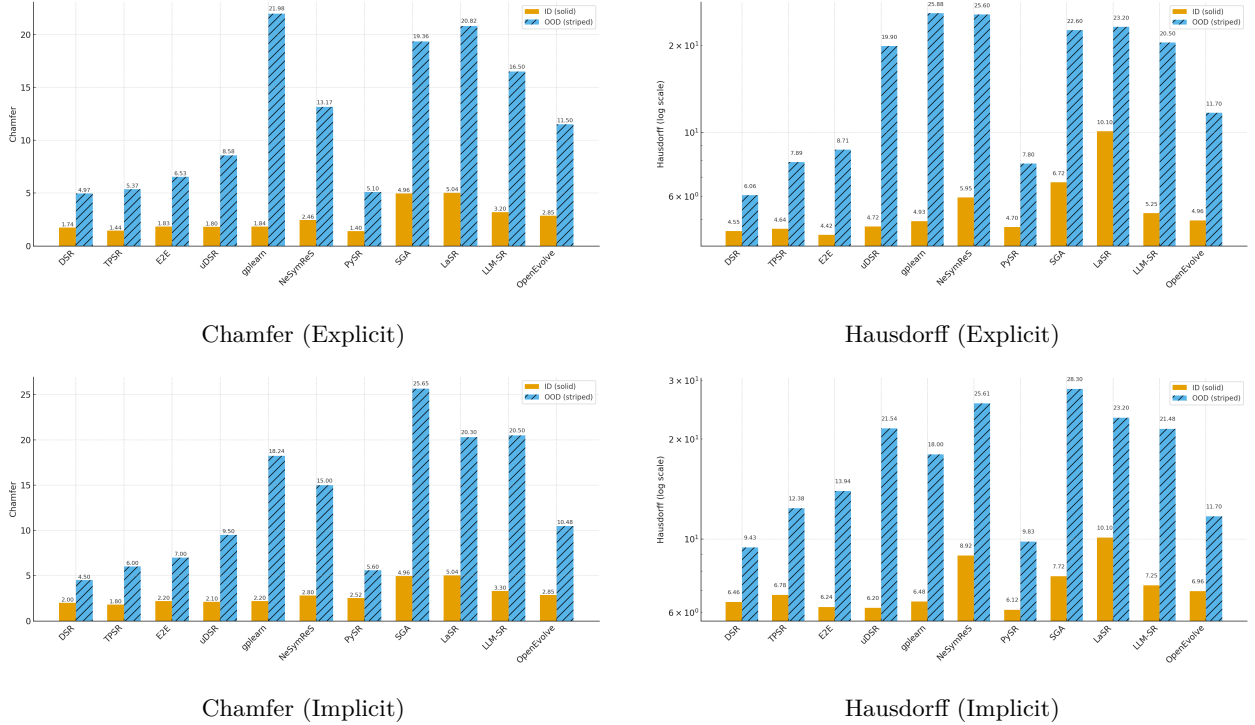 Chamfer
20
15
10
5
0
ID (solid)
OOD (striped)
1.74 4.97 1.44 5.37 1.83 6.53 1.80 8.58 1.84 21.98 2.46 13.17 1.40 5.10 4.96 19.36 5.04 20.82 3.20 16.50 2.85 11.50
DSR TPSR E2E uDSR gplearn NeSymReS PySR SGA LaSR LLM-SR OpenEvolve
Chamfer (Explicit)
Hausdorff (log scale)
2 × 10¹
10¹
6 × 10⁰
ID (solid)
OOD (striped)
4.55 6.06 4.64 7.89 4.42 8.71 4.72 19.90 4.93 25.88 5.95 25.60 4.70 7.80 6.72 22.60 10.10 23.20 5.25 20.50 4.96 11.70
DSR TPSR E2E uDSR gplearn NeSymReS PySR SGA LaSR LLM-SR OpenEvolve
Hausdorff (Explicit)
Chamfer
25
20
15
10
5
0
ID (solid)
OOD (striped)
2.00 4.50 1.80 6.00 2.20 7.00 2.10 9.50 2.20 18.24 2.80 15.00 2.52 5.60 4.96 25.65 5.04 20.30 3.30 20.50 2.85 10.48
DSR TPSR E2E uDSR gplearn NeSymReS PySR SGA LaSR LLM-SR OpenEvolve
Chamfer (Implicit)
Hausdorff (log scale)
3 × 10¹
2 × 10¹
10¹
6 × 10⁰
ID (solid)
OOD (striped)
6.46 9.43 6.78 12.38 6.24 13.94 6.20 21.54 6.48 18.00 8.92 25.61 6.12 9.83 7.72 28.30 10.10 23.20 7.25 21.48 6.96 11.70
DSR TPSR E2E uDSR gplearn NeSymReS PySR SGA LaSR LLM-SR OpenEvolve
Hausdorff (Implicit)